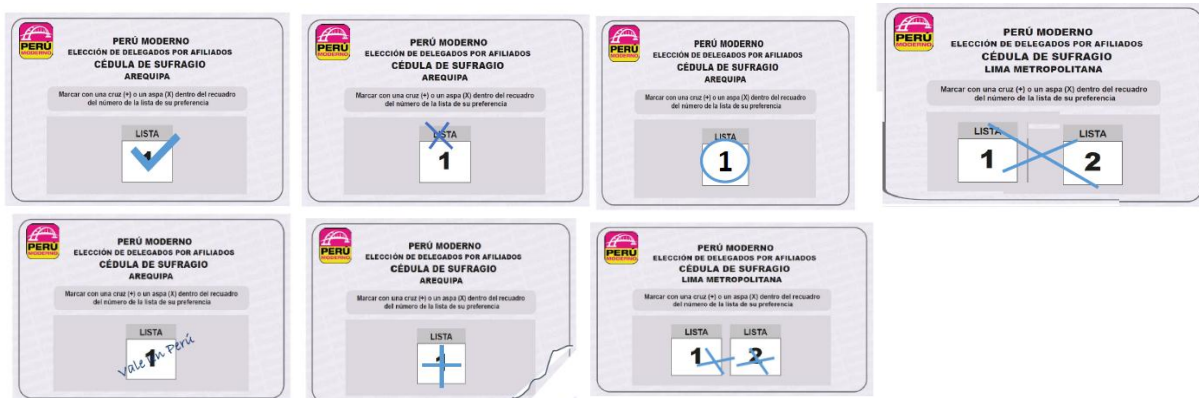 PERÚ MODERNO
PERÚ MODERNO
ELECCIÓN DE DELEGADOS POR AFILIADOS
CÉDULA DE SUFRAGIO
AREQUIPA
Marcar con una cruz (+) o un aspa (X) dentro del recuadro
del número de la lista de su preferencia
LISTA
1
PERÚ MODERNO
PERÚ MODERNO
ELECCIÓN DE DELEGADOS POR AFILIADOS
CÉDULA DE SUFRAGIO
AREQUIPA
Marcar con una cruz (+) o un aspa (X) dentro del recuadro
del número de la lista de su preferencia
LISTA
1
PERÚ MODERNO
PERÚ MODERNO
ELECCIÓN DE DELEGADOS POR AFILIADOS
CÉDULA DE SUFRAGIO
AREQUIPA
Marcar con una cruz (+) o un aspa (X) dentro del recuadro
del número de la lista de su preferencia
LISTA
1
PERÚ MODERNO
PERÚ MODERNO
ELECCIÓN DE DELEGADOS POR AFILIADOS
CÉDULA DE SUFRAGIO
LIMA METROPOLITANA
Marcar con una cruz (+) o un aspa (X) dentro del recuadro
del número de la lista de su preferencia
LISTA LISTA
1 2
PERÚ MODERNO
PERÚ MODERNO
ELECCIÓN DE DELEGADOS POR AFILIADOS
CÉDULA DE SUFRAGIO
AREQUIPA
Marcar con una cruz (+) o un aspa (X) dentro del recuadro
del número de la lista de su preferencia
LISTA
1
Vale un Perú
PERÚ MODERNO
PERÚ MODERNO
ELECCIÓN DE DELEGADOS POR AFILIADOS
CÉDULA DE SUFRAGIO
AREQUIPA
Marcar con una cruz (+) o un aspa (X) dentro del recuadro
del número de la lista de su preferencia
LISTA
1
PERÚ MODERNO
PERÚ MODERNO
ELECCIÓN DE DELEGADOS POR AFILIADOS
CÉDULA DE SUFRAGIO
LIMA METROPOLITANA
Marcar con una cruz (+) o un aspa (X) dentro del recuadro
del número de la lista de su preferencia
LISTA LISTA
1 2